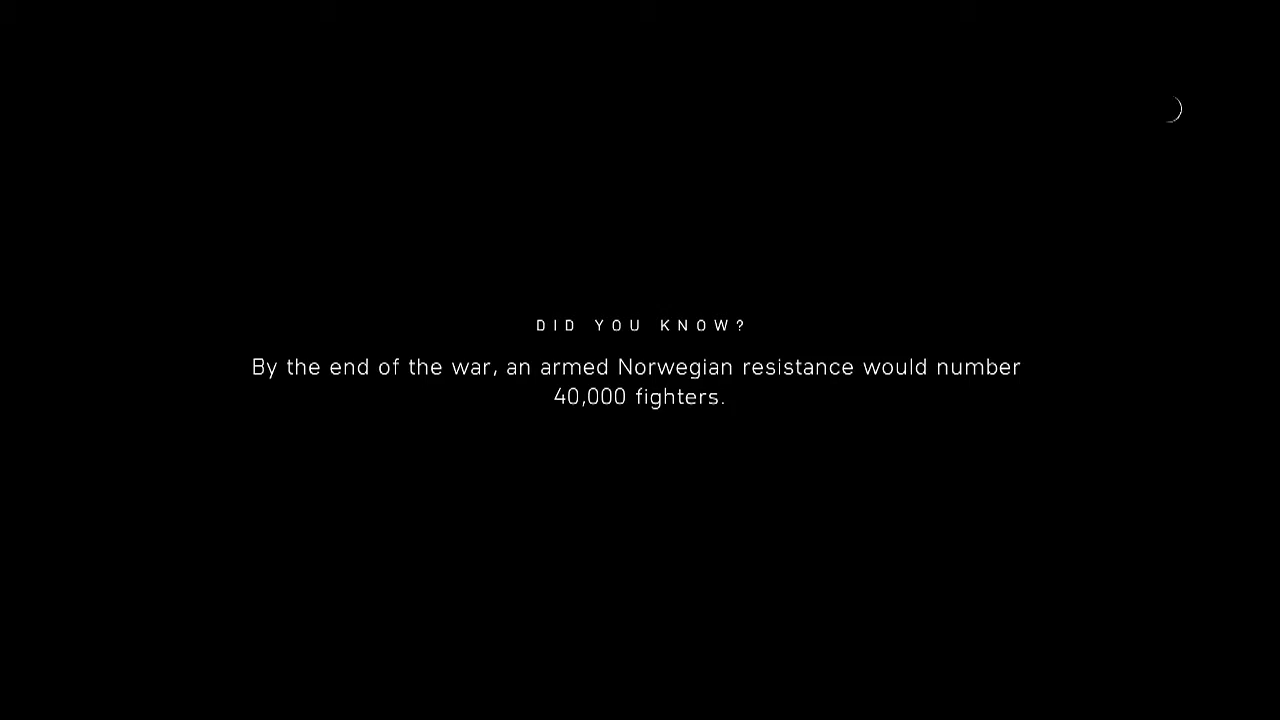 DID YOU KNOW?
By the end of the war, an armed Norwegian resistance would number
40,000 fighters.